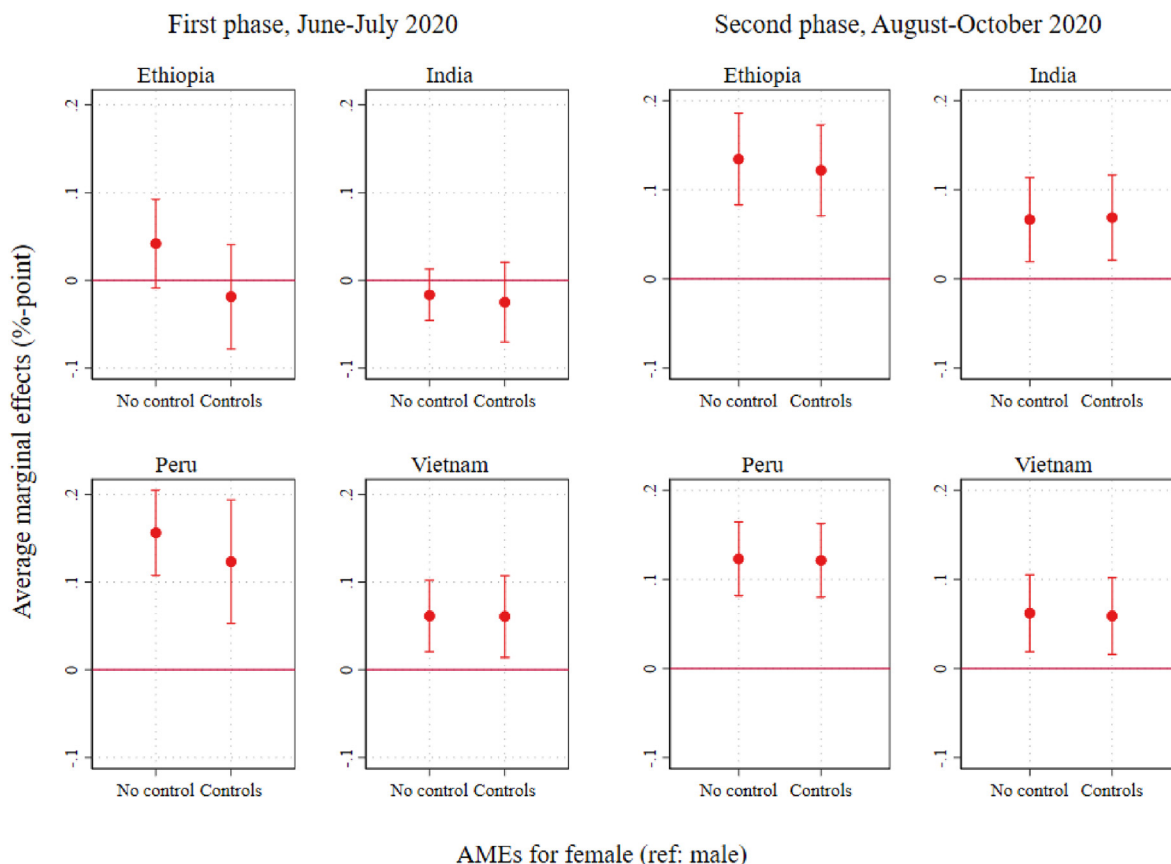 First phase, June-July 2020
Second phase, August-October 2020
Ethiopia
India
Ethiopia
India
.2
.1
0
-.1
No control Controls
.2
.1
0
-.1
No control Controls
.2
.1
0
-.1
No control Controls
.2
.1
0
-.1
No control Controls
Average marginal effects (%-point)
Peru
Vietnam
Peru
Vietnam
.2
.1
0
-.1
No control Controls
.2
.1
0
-.1
No control Controls
.2
.1
0
-.1
No control Controls
.2
.1
0
-.1
No control Controls
AMEs for female (ref: male)